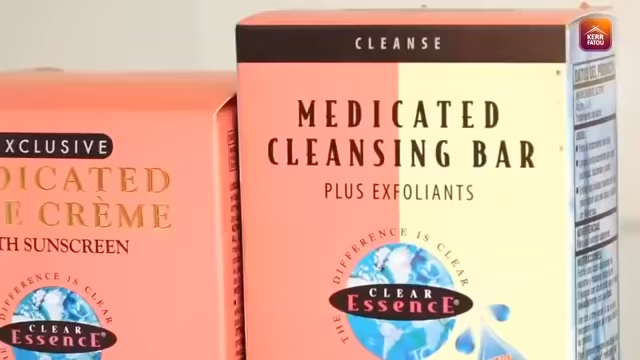 KERR
FATOU
CLEANSE
MEDICATED
CLEANSING BAR
PLUS EXFOLIANTS
THE DIFFERENCE IS CLEAR
CLEAR
ESSENCE®
XCLUSIVE
DICATED
E CRÈME
TH SUNSCREEN
DIFFERENCE IS CLEAR
CLEAR
ESSENCE®